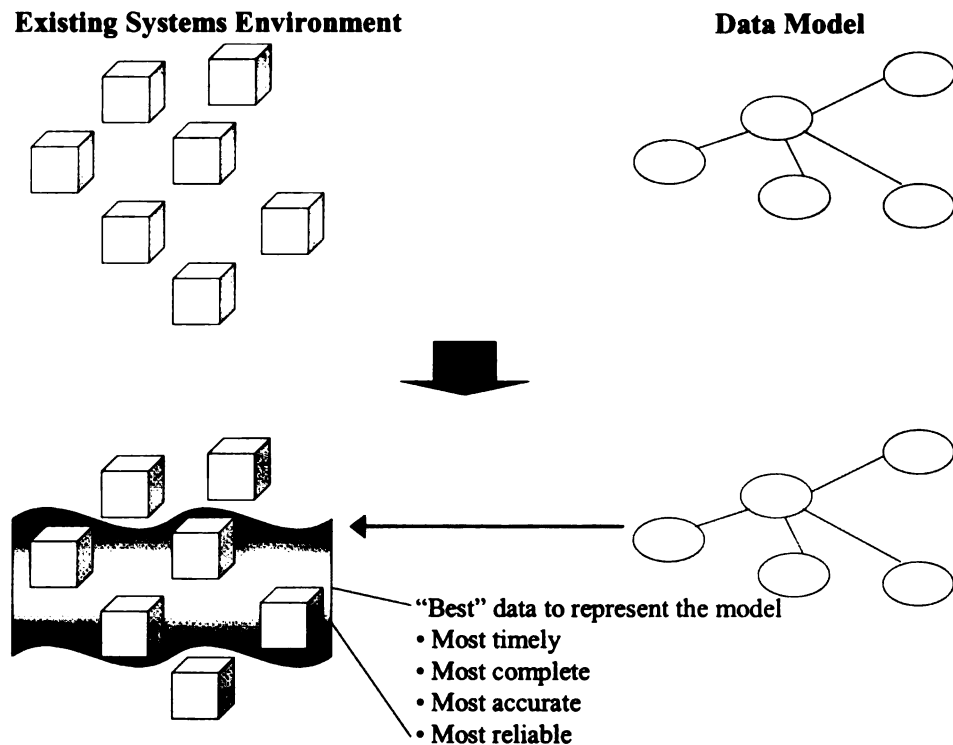 Existing Systems Environment
Data Model
“Best” data to represent the model
• Most timely
• Most complete
• Most accurate
• Most reliable